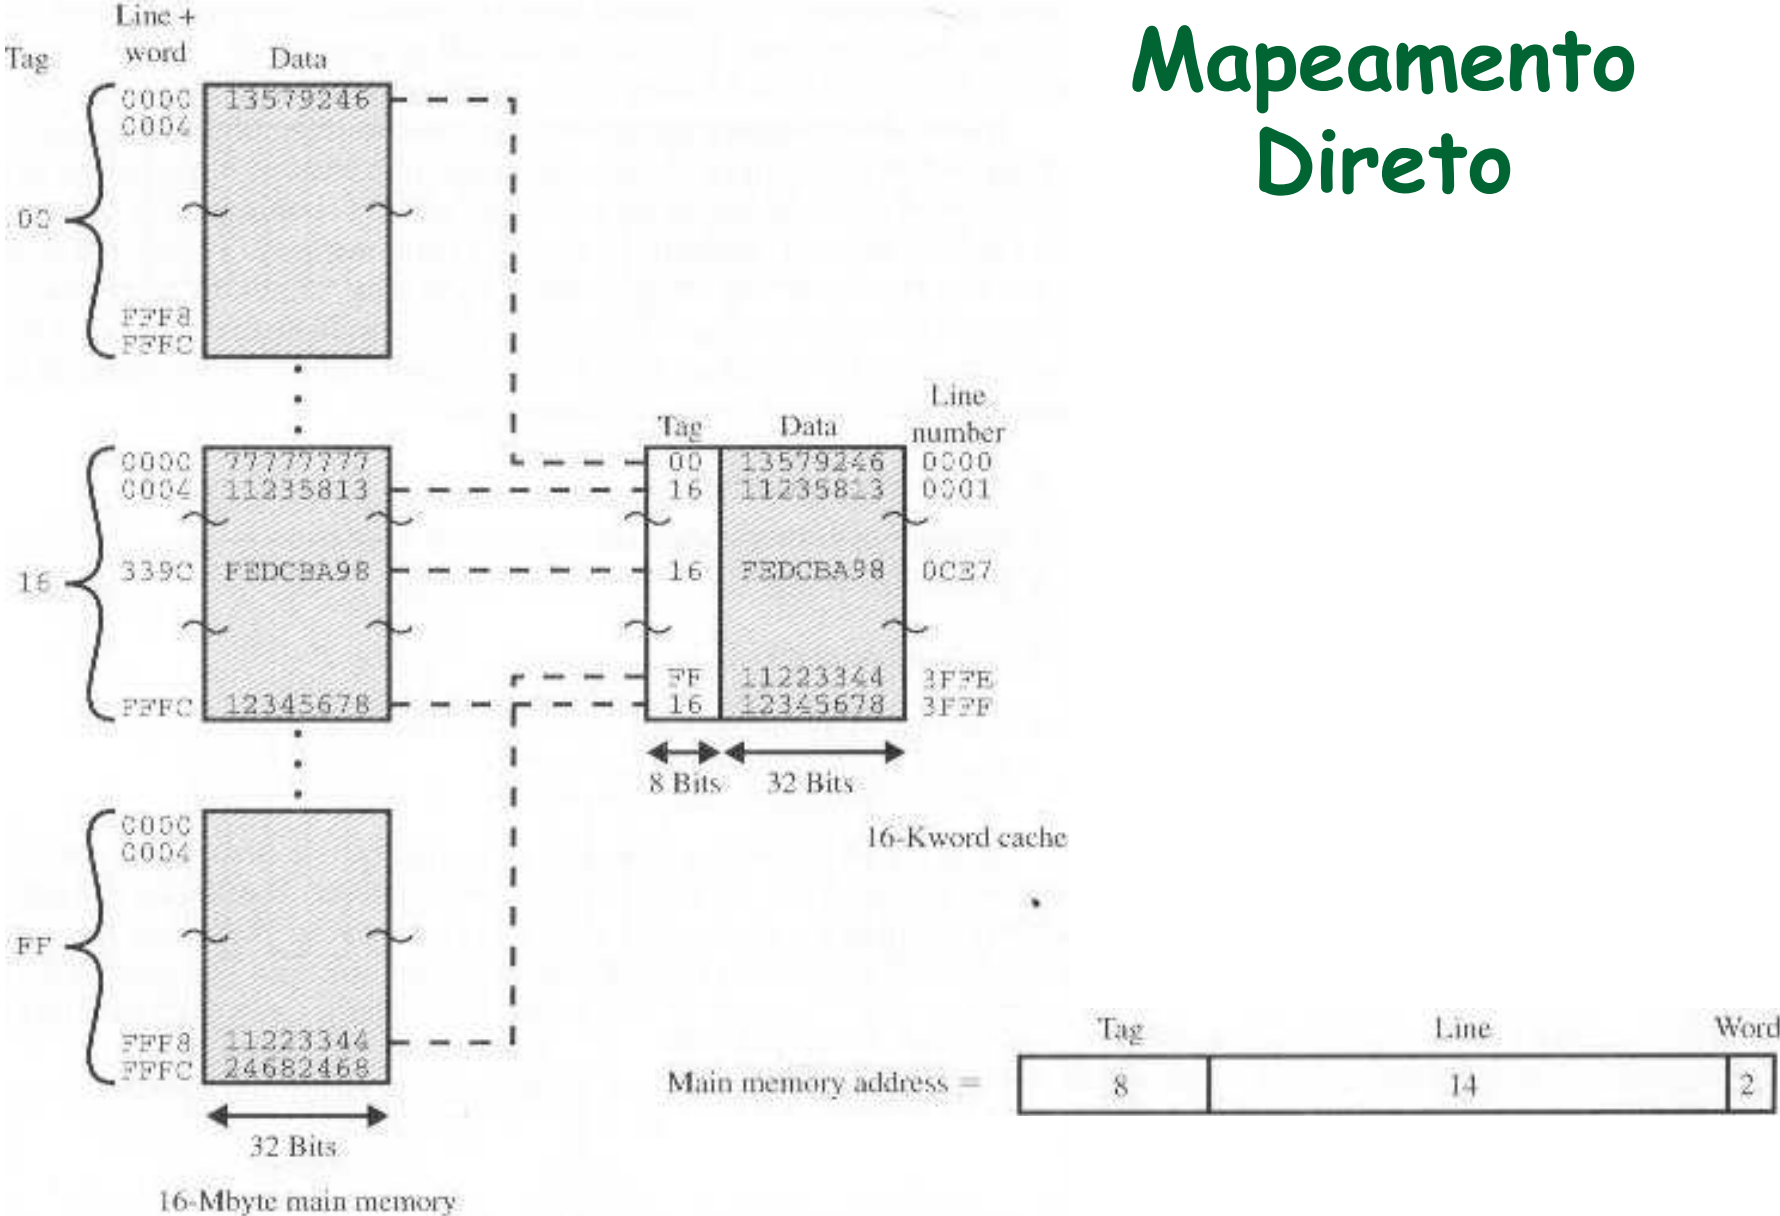 Mapeamento
Direto
Line +
word
Tag
Data
0000 13579246
0004
00
FFF8
FFFC
Line
number
Tag
Data
0000 77777777
0004 11235813
16
339C FEDCBA98
FFFC 12345678
00 13579246 0000
16 11235813 0001
16 FEDCBA98 0CE7
FF 11223344 3FFE
16 12345678 3FFF
8 Bits
32 Bits
16-Kword cache
0000
0004
FF
FFF8 11223344
FFFC 24682468
32 Bits
16-Mbyte main memory
Tag
Line
Word
Main memory address =
8
14
2